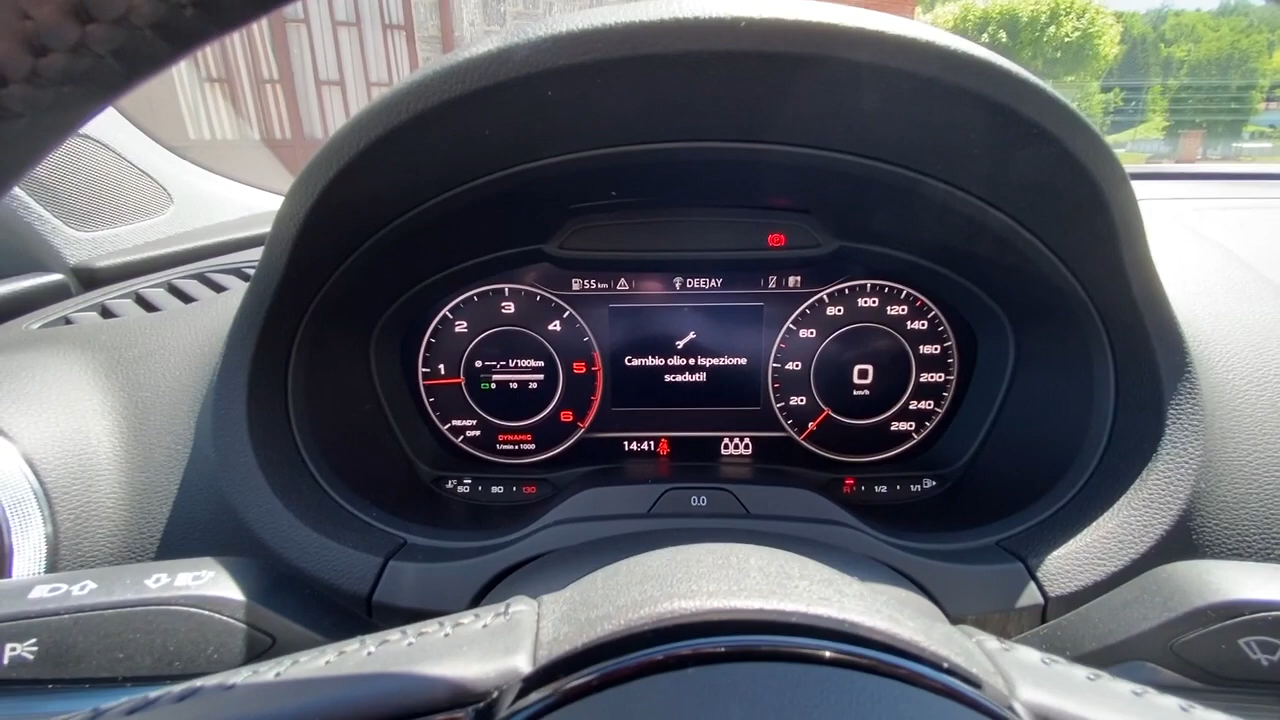 55 km
DEEJAY
Cambio olio e ispezione
scaduti!
1
2
3
4
5
6
Ø --,- l/100km
0 10 20
READY
OFF
DYNAMIC
1/min x 1000
0
20
40
60
80
100
120
140
160
200
240
260
0
km/h
14:41
°C 50 90 130
R 1/2 1/1
0.0
P